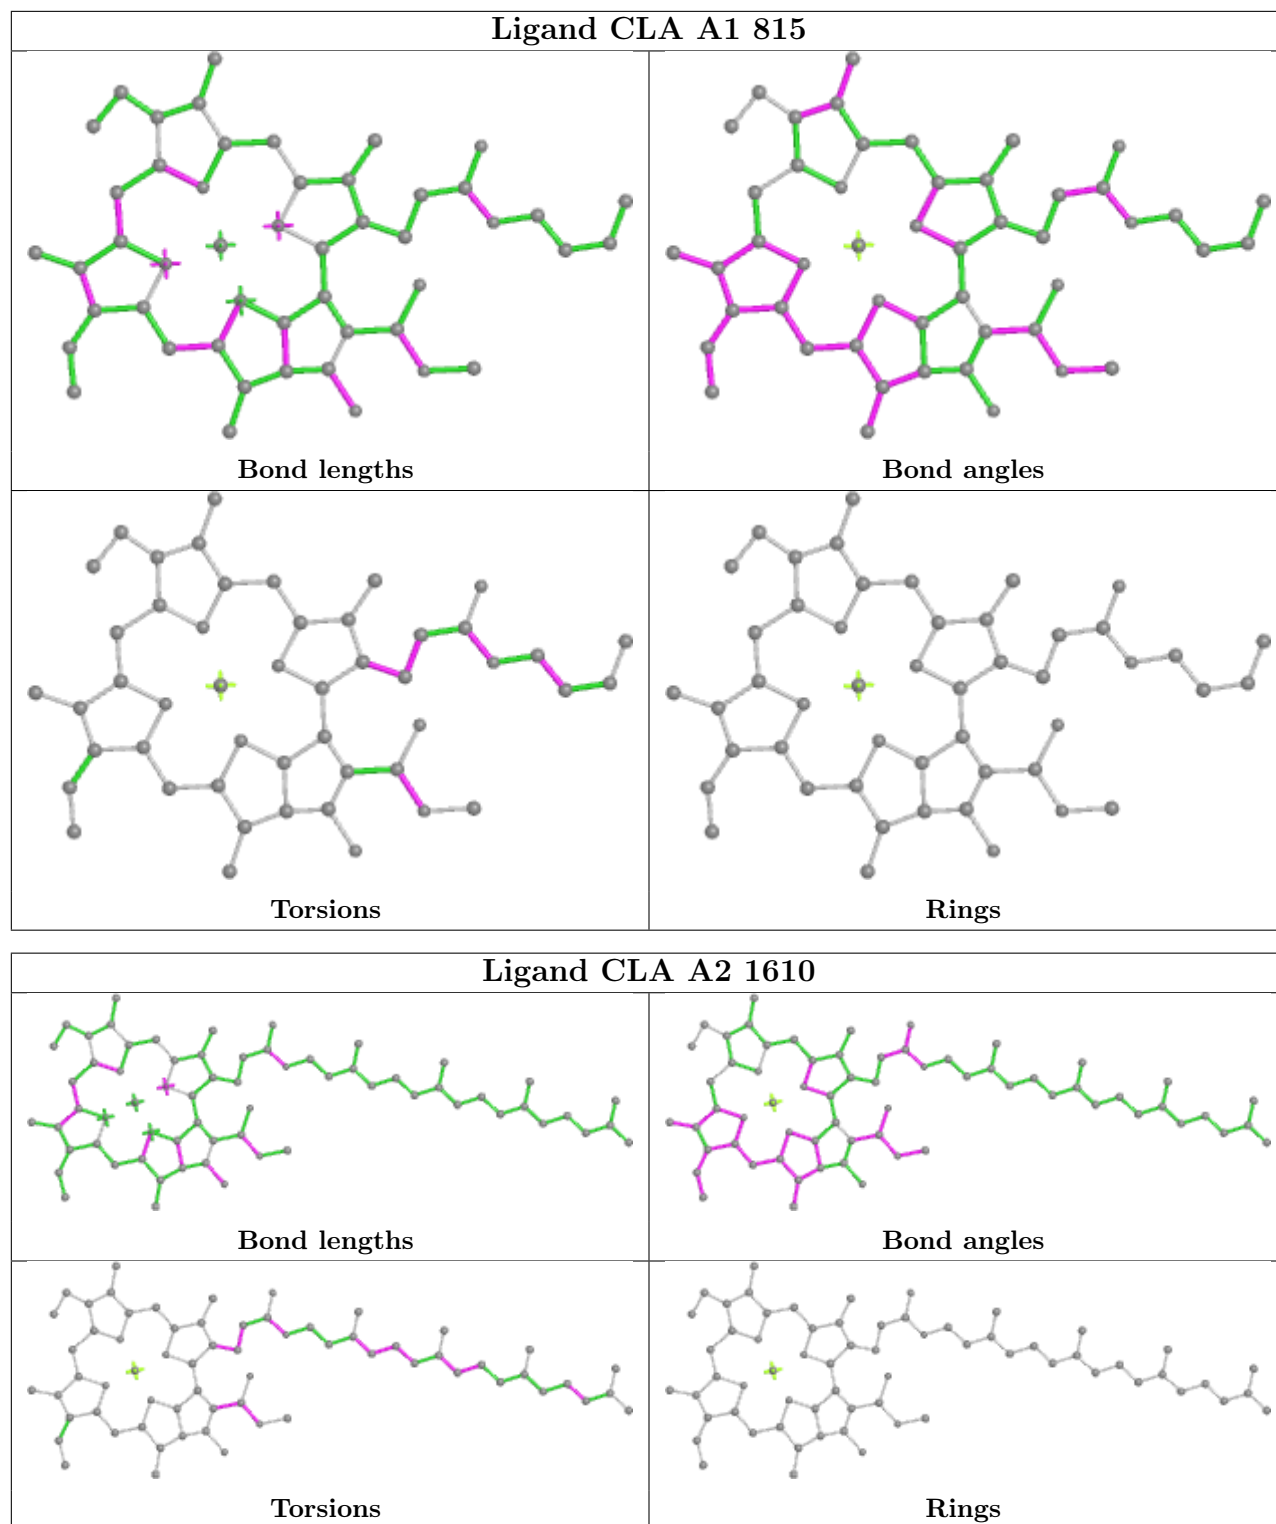 Ligand CLA A1 815
Bond lengths
Bond angles
Torsions
Rings
Ligand CLA A2 1610
Bond lengths
Bond angles
Torsions
Rings